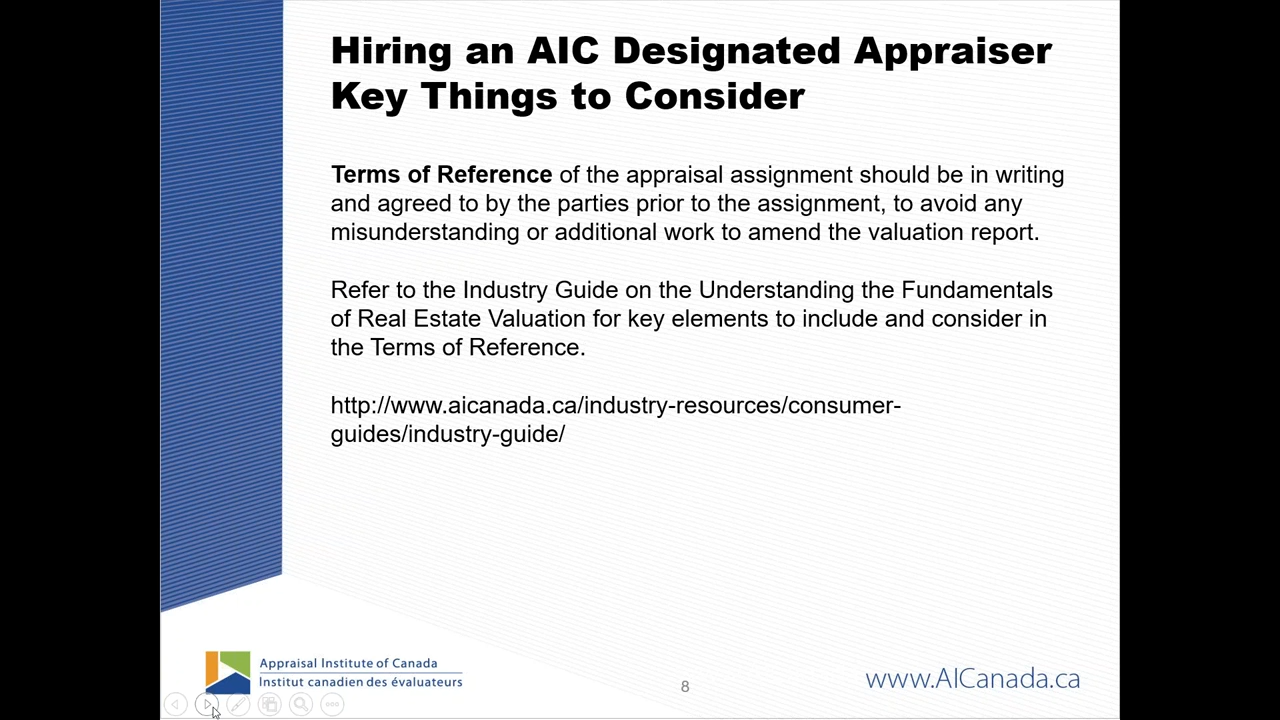 Hiring an AIC Designated Appraiser
Key Things to Consider
Terms of Reference of the appraisal assignment should be in writing
and agreed to by the parties prior to the assignment, to avoid any
misunderstanding or additional work to amend the valuation report.
Refer to the Industry Guide on the Understanding the Fundamentals
of Real Estate Valuation for key elements to include and consider in
the Terms of Reference.
http://www.aicanada.ca/industry-resources/consumer-
guides/industry-guide/
Appraisal Institute of Canada
Institut canadien des évaluateurs
8
www.AICanada.ca